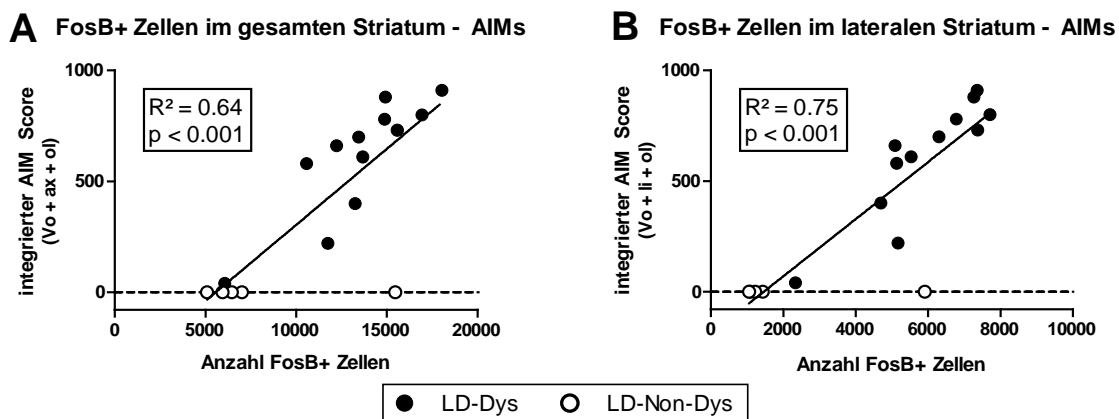 A FosB+ Zellen im gesamten Striatum - AIMs
integrierter AIM Score
(Vo + ax + ol)
1000
500
0
R² = 0.64
p < 0.001
0 5000 10000 15000 20000
Anzahl FosB+ Zellen
B FosB+ Zellen im lateralen Striatum - AIMs
integrierter AIM Score
(Vo + li + ol)
1000
500
0
R² = 0.75
p < 0.001
0 2000 4000 6000 8000 10000
Anzahl FosB+ Zellen
LD-Dys LD-Non-Dys